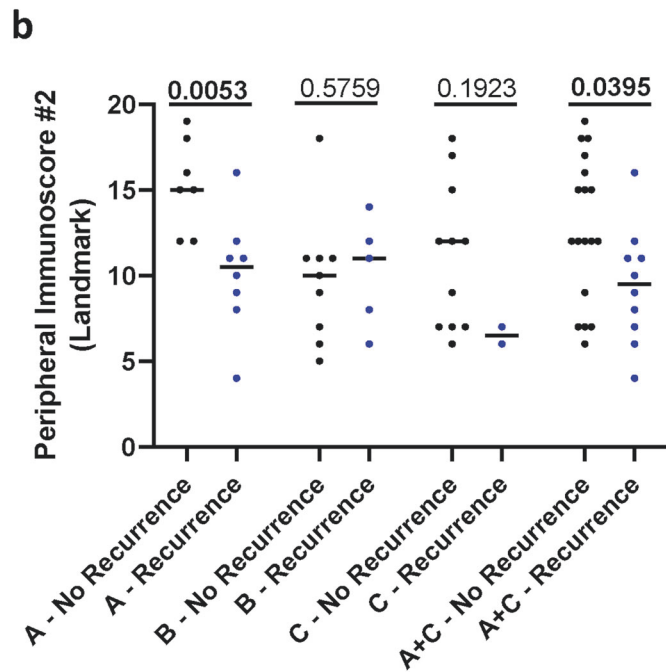 b
0.0053 0.5759 0.1923 0.0395
Peripheral Immunoscore #2
(Landmark)
20
15
10
5
0
A - No Recurrence
A - Recurrence
B - No Recurrence
B - Recurrence
C - No Recurrence
C - Recurrence
A+C - No Recurrence
A+C - Recurrence